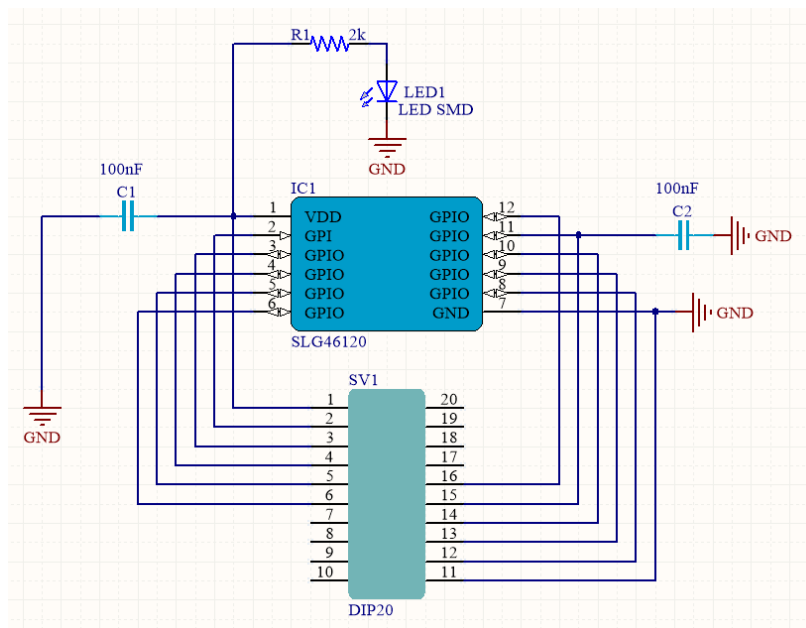 R1 2k
LED1
LED SMD
GND
100nF
C1
100nF
C2
GND
IC1
1 VDD GPIO 12
2 GPI GPIO 11
3 GPIO GPIO 10
4 GPIO GPIO 9
5 GPIO GPIO 8
6 GPIO GND 7
GND
SLG46120
GND
SV1
1 20
2 19
3 18
4 17
5 16
6 15
7 14
8 13
9 12
10 11
DIP20